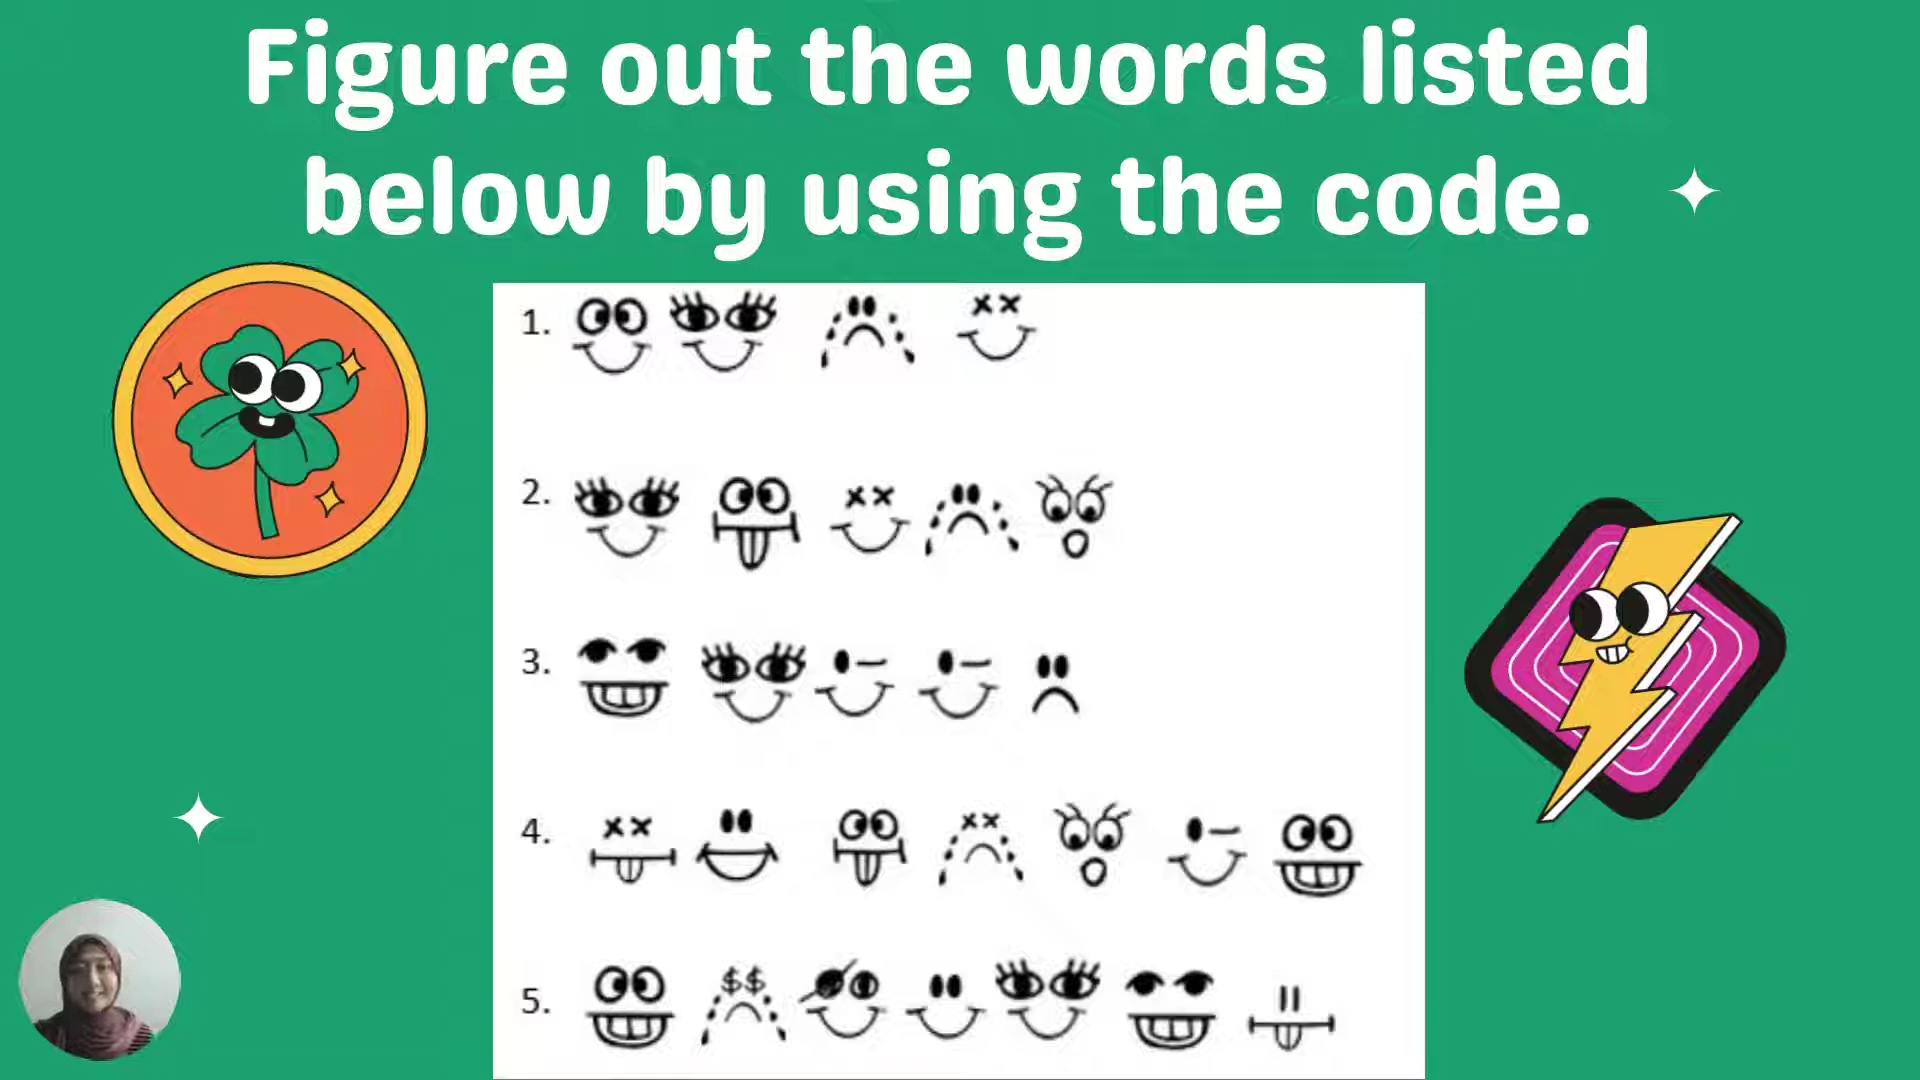 Figure out the words listed
below by using the code.
1.
2.
3.
4.
5.